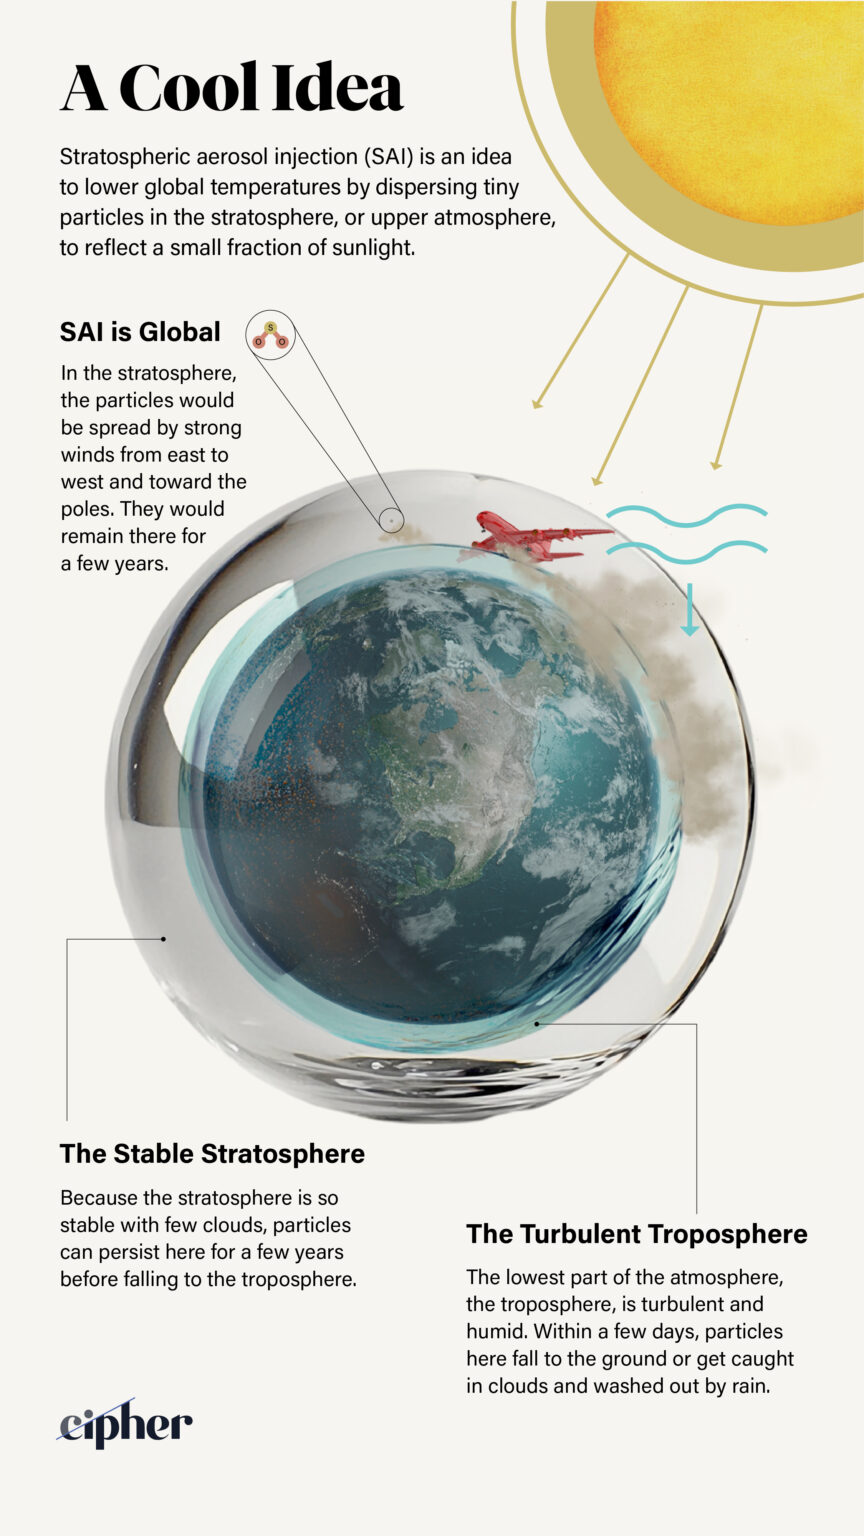 A Cool Idea
Stratospheric aerosol injection (SAI) is an idea
to lower global temperatures by dispersing tiny
particles in the stratosphere, or upper atmosphere,
to reflect a small fraction of sunlight.
SAI is Global
S
O O
In the stratosphere,
the particles would
be spread by strong
winds from east to
west and toward the
poles. They would
remain there for
a few years.
The Stable Stratosphere
Because the stratosphere is so
stable with few clouds, particles
can persist here for a few years
before falling to the troposphere.
The Turbulent Troposphere
The lowest part of the atmosphere,
the troposphere, is turbulent and
humid. Within a few days, particles
here fall to the ground or get caught
in clouds and washed out by rain.
cipher